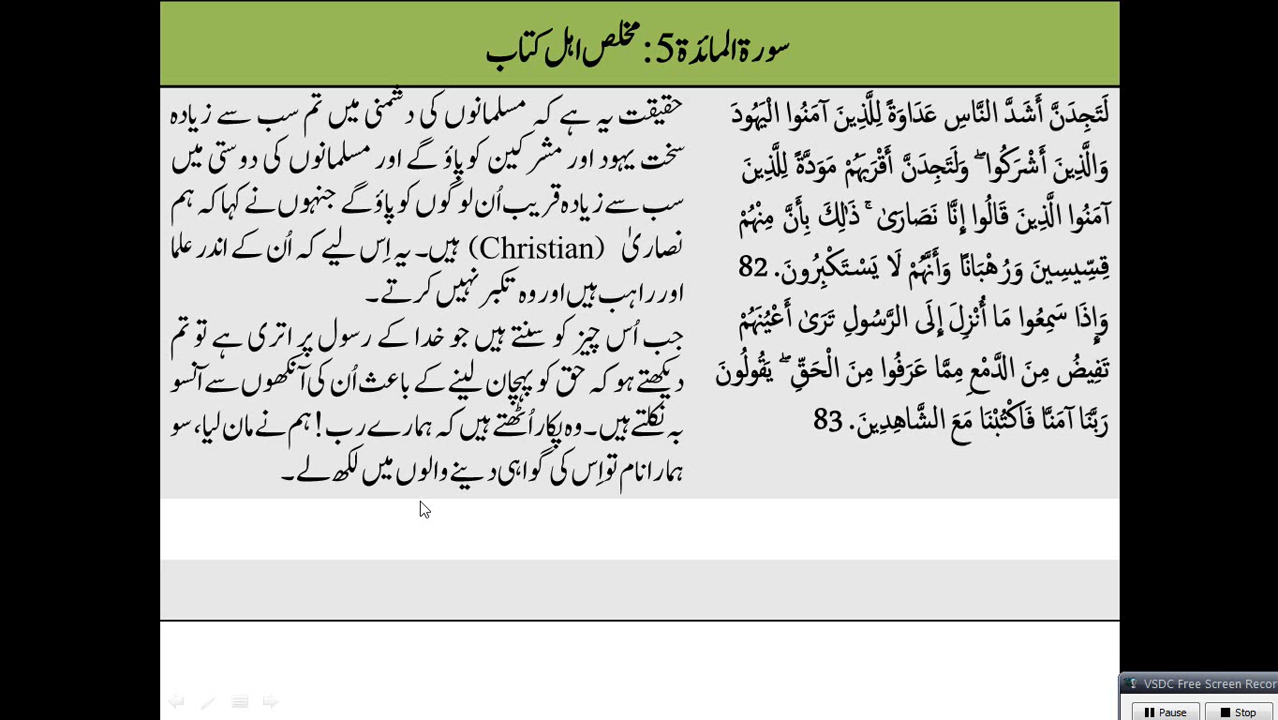 سورۃ المائدۃ 5: مخلص اہل کتاب
لَتَجِدَنَّ أَشَدَّ النَّاسِ عَدَاوَةً لِلَّذِينَ آمَنُوا الْيَهُودَ
وَالَّذِينَ أَشْرَكُوا ۖ وَلَتَجِدَنَّ أَقْرَبَهُمْ مَوَدَّةً لِلَّذِينَ
آمَنُوا الَّذِينَ قَالُوا إِنَّا نَصَارَىٰ ۚ ذَٰلِكَ بِأَنَّ مِنْهُمْ
قِسِّيسِينَ وَرُهْبَانًا وَأَنَّهُمْ لَا يَسْتَكْبِرُونَ. 82
وَإِذَا سَمِعُوا مَا أُنْزِلَ إِلَى الرَّسُولِ تَرَىٰ أَعْيُنَهُمْ
تَفِيضُ مِنَ الدَّمْعِ مِمَّا عَرَفُوا مِنَ الْحَقِّ ۖ يَقُولُونَ
رَبَّنَا آمَنَّا فَاكْتُبْنَا مَعَ الشَّاهِدِينَ. 83
حقیقت یہ ہے کہ مسلمانوں کی دشمنی میں تم سب سے زیادہ
سخت یہود اور مشرکین کو پاؤ گے اور مسلمانوں کی دوستی میں
سب سے زیادہ قریب اُن لوگوں کو پاؤ گے جنہوں نے کہا کہ ہم
نصاریٰ (Christian) ہیں۔ یہ اِس لیے کہ اُن کے اندر علما
اور راہب ہیں اور وہ تکبر نہیں کرتے۔
جب اُس چیز کو سنتے ہیں جو خدا کے رسول پر اتری ہے تو تم
دیکھتے ہو کہ حق کو پہچان لینے کے باعث اُن کی آنکھوں سے آنسو
بہ نکلتے ہیں۔ وہ پکار اُٹھتے ہیں کہ ہمارے رب! ہم نے مان لیا، سو
ہمارا نام تو اِس کی گواہی دینے والوں میں لکھ لے۔
VSDC Free Screen Recor
Pause
Stop